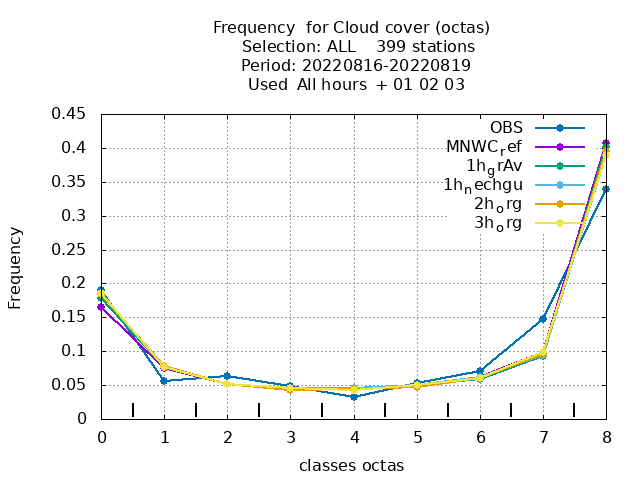 Frequency for Cloud cover (octas)
Selection: ALL 399 stations
Period: 20220816-20220819
Used All hours + 01 02 03
0.45
0.4
0.35
0.3
0.25
0.2
0.15
0.1
0.05
0
Frequency
OBS
MNWC_ref
1h_grAv
1h_nechgu
2h_org
3h_org
0 1 2 3 4 5 6 7 8
classes octas